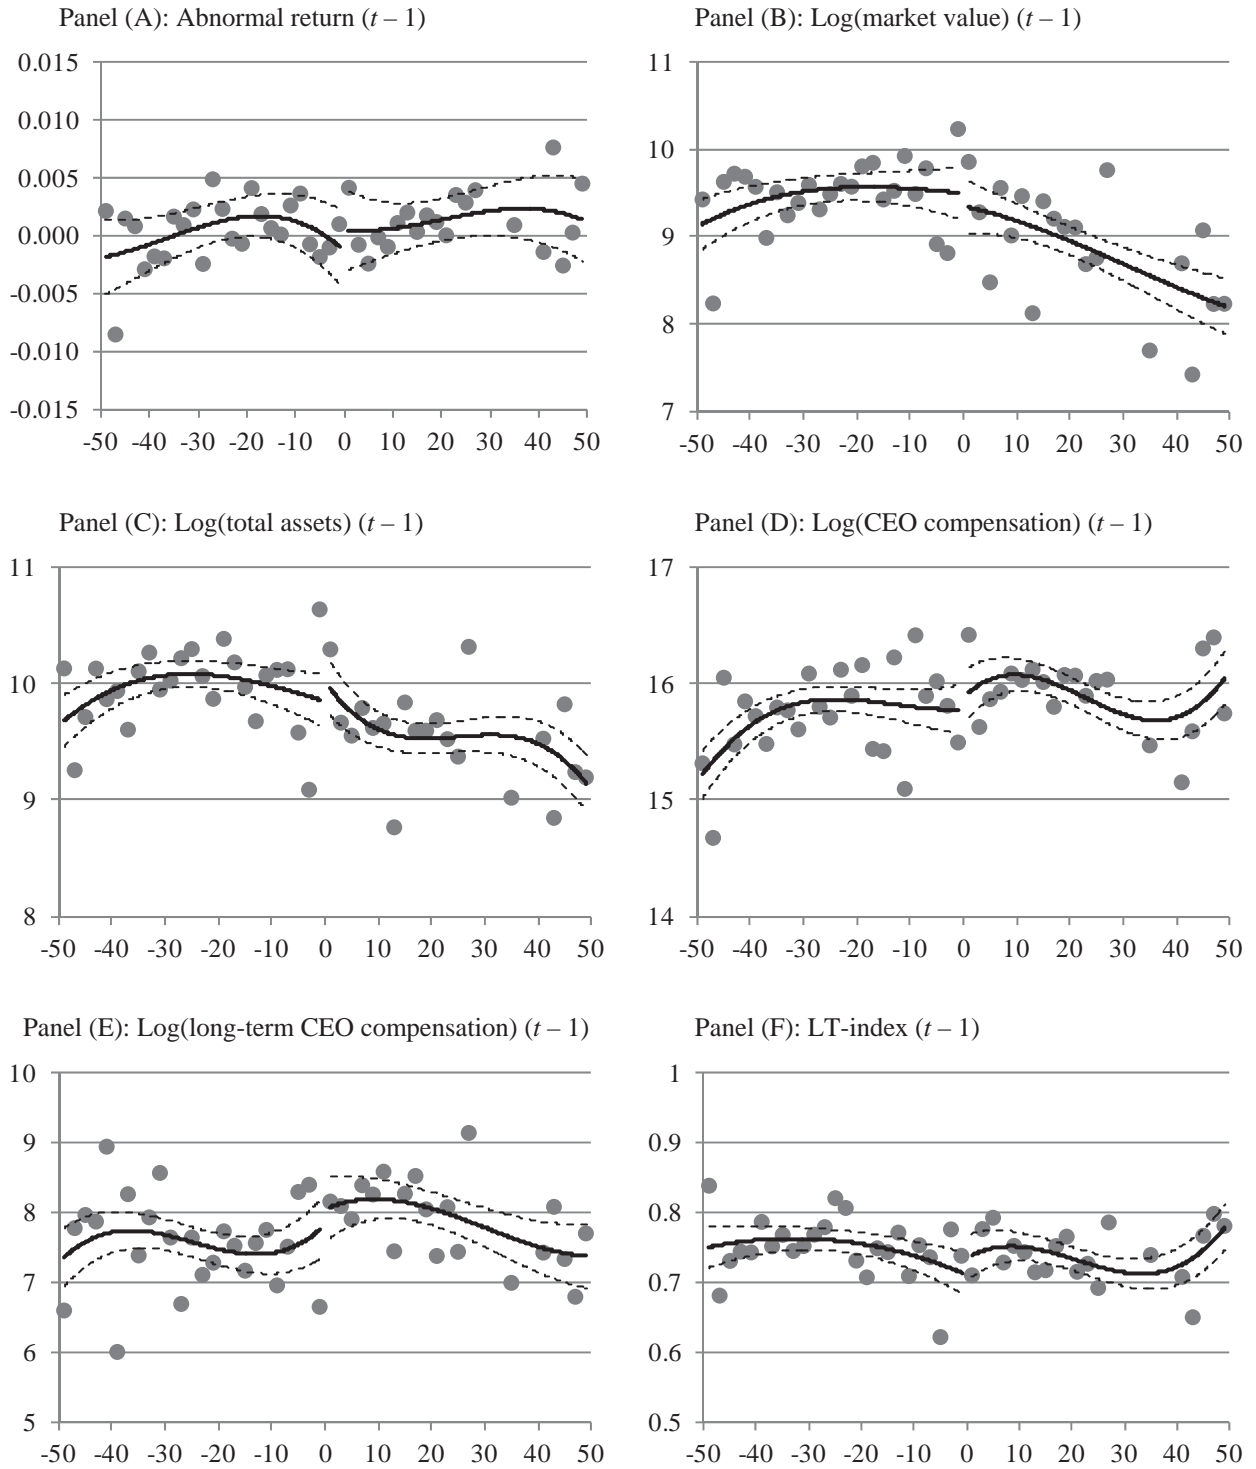 Panel (A): Abnormal return (t – 1)
0.015
0.010
0.005
0.000
-0.005
-0.010
-0.015
-50 -40 -30 -20 -10 0 10 20 30 40 50
Panel (B): Log(market value) (t – 1)
11
10
9
8
7
-50 -40 -30 -20 -10 0 10 20 30 40 50
Panel (C): Log(total assets) (t – 1)
11
10
9
8
-50 -40 -30 -20 -10 0 10 20 30 40 50
Panel (D): Log(CEO compensation) (t – 1)
17
16
15
14
-50 -40 -30 -20 -10 0 10 20 30 40 50
Panel (E): Log(long-term CEO compensation) (t – 1)
10
9
8
7
6
5
-50 -40 -30 -20 -10 0 10 20 30 40 50
Panel (F): LT-index (t – 1)
1
0.9
0.8
0.7
0.6
0.5
-50 -40 -30 -20 -10 0 10 20 30 40 50